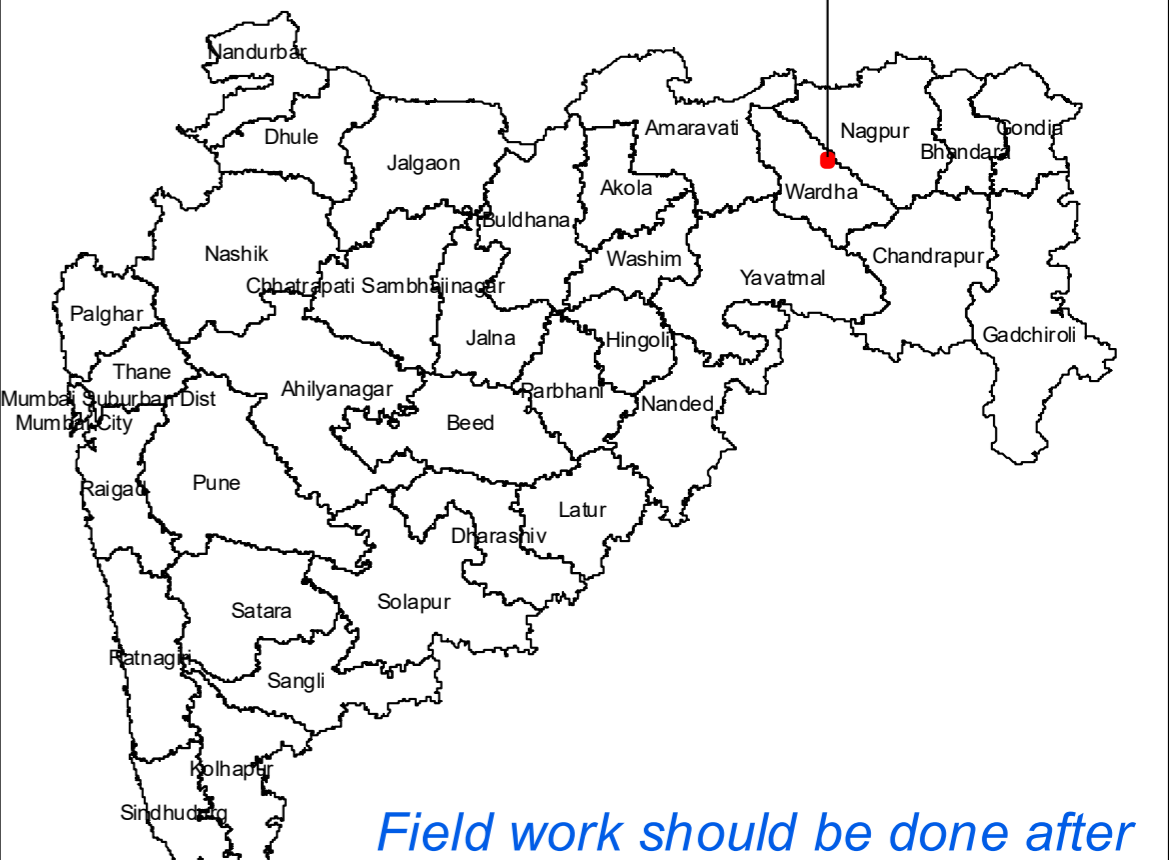 Nandurbar
Dhule
Jalgaon
Amaravati
Nagpur
Gondia
Bhandara
Akola
Wardha
Buldhana
Nashik
Washim
Chandrapur
Chhatrapati Sambhajinagar
Yavatmal
Palghar
Jalna
Hingoli
Gadchiroli
Thane
Ahilyanagar
Parbhani
Mumbai Suburban Dist
Nanded
Mumbai City
Beed
Raigad
Pune
Latur
Dharashiv
Satara
Solapur
Ratnagiri
Sangli
Kolhapur
Sindhudurg
Field work should be done after